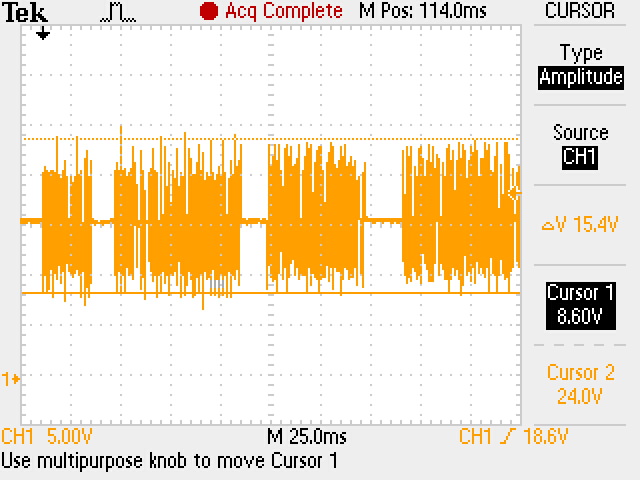 Tek Acq Complete M Pos: 114.0ms CURSOR
Type
Amplitude
Source
CH1
△V 15.4V
Cursor 1
8.60V
Cursor 2
24.0V
1
CH1 5.00V M 25.0ms CH1 18.6V
Use multipurpose knob to move Cursor 1